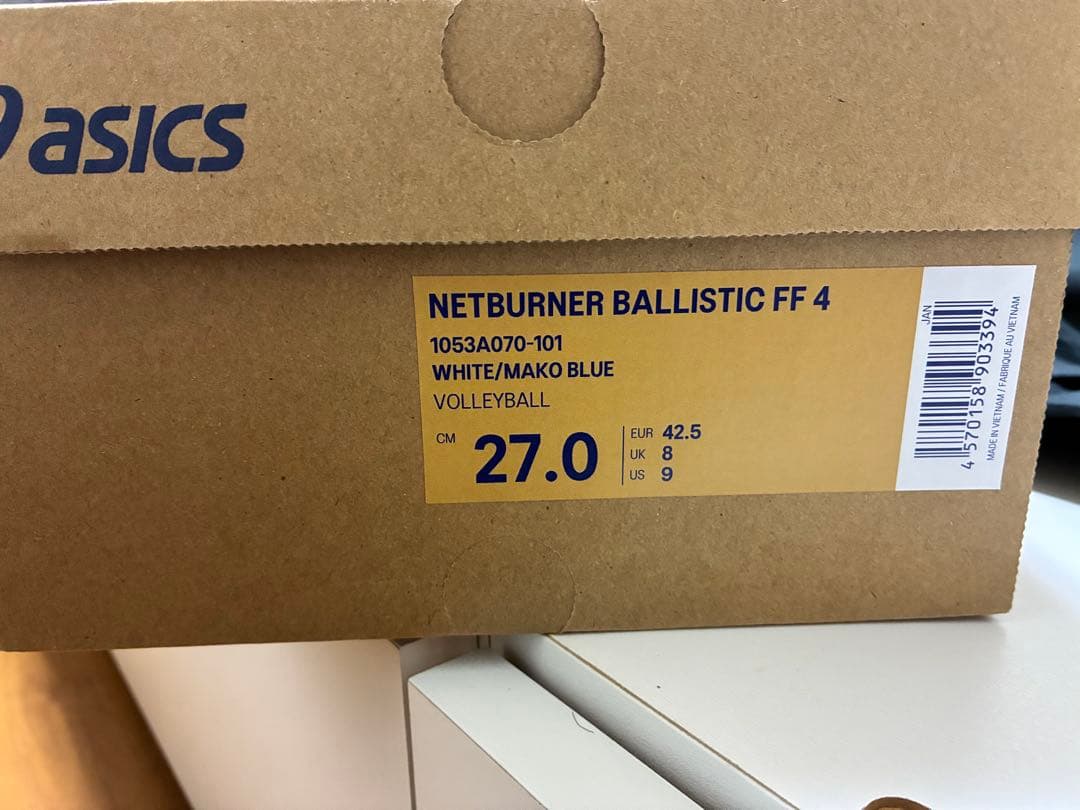 asics
NETBURNER BALLISTIC FF 4
1053A070-101
WHITE/MAKO BLUE
VOLLEYBALL
CM 27.0
EUR 42.5
UK 8
US 9
JAN
4 570158 903394
MADE IN VIETNAM / FABRIQUE AU VIETNAM